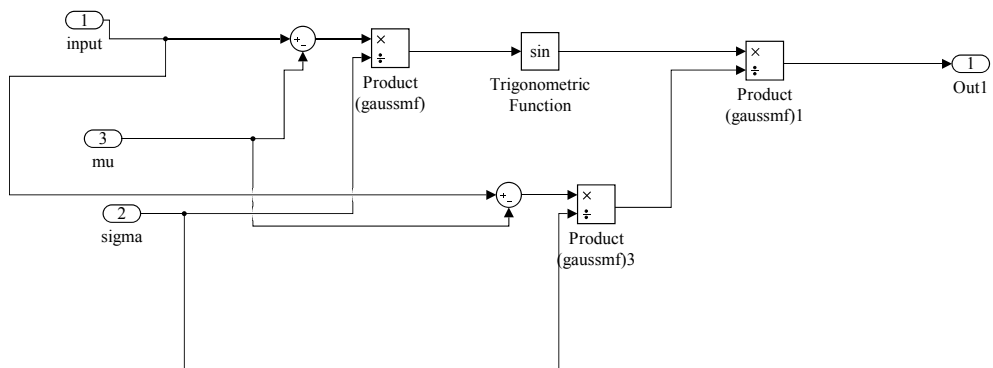 1
input
+
-
×
÷
Product
(gaussmf)
sin
Trigonometric
Function
×
÷
Product
(gaussmf)1
1
Out1
3
mu
2
sigma
+
-
×
÷
Product
(gaussmf)3